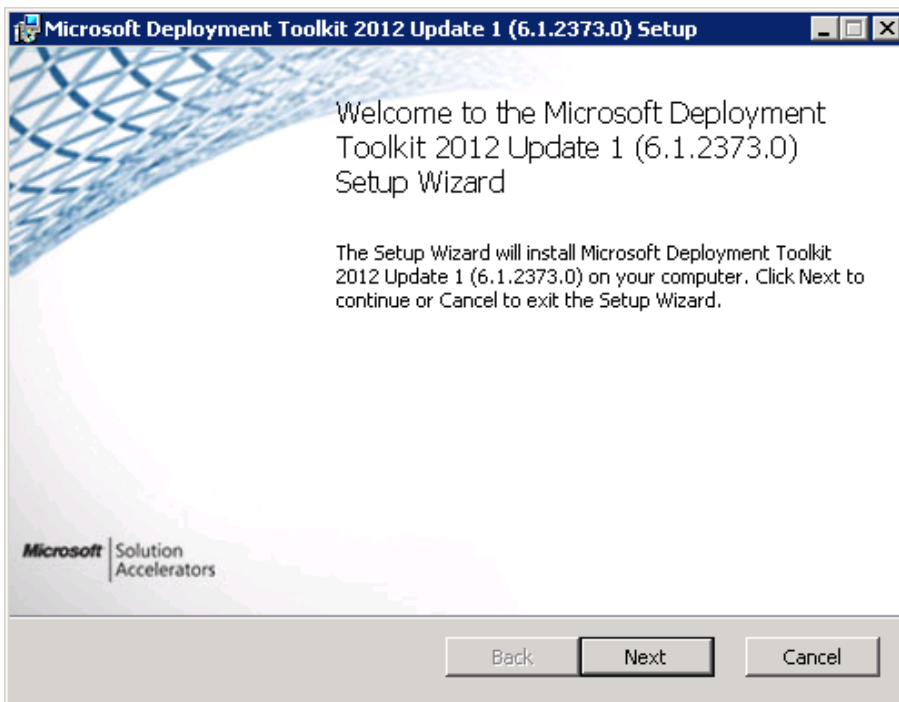 Microsoft Deployment Toolkit 2012 Update 1 (6.1.2373.0) Setup
Welcome to the Microsoft Deployment
Toolkit 2012 Update 1 (6.1.2373.0)
Setup Wizard
The Setup Wizard will install Microsoft Deployment Toolkit
2012 Update 1 (6.1.2373.0) on your computer. Click Next to
continue or Cancel to exit the Setup Wizard.
Microsoft Solution
Accelerators
Back Next Cancel